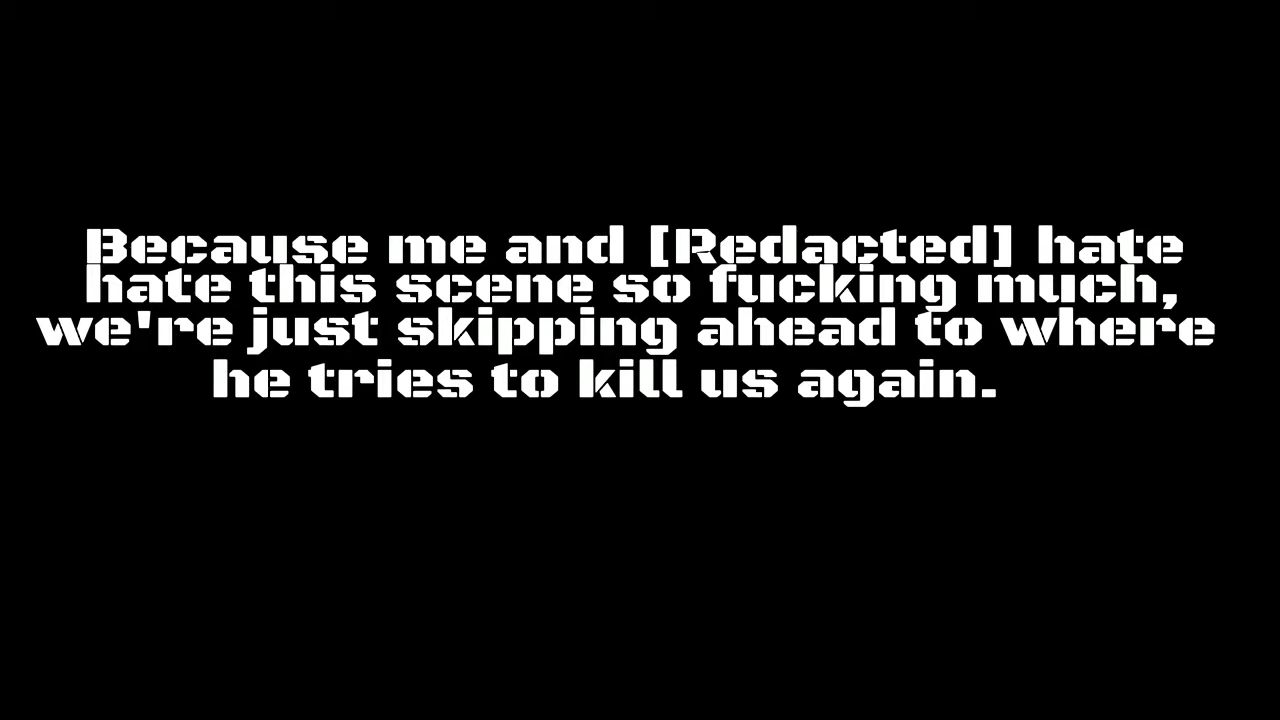 Because me and [Redacted] hate
hate this scene so fucking much,
we're just skipping ahead to where
he tries to kill us again.